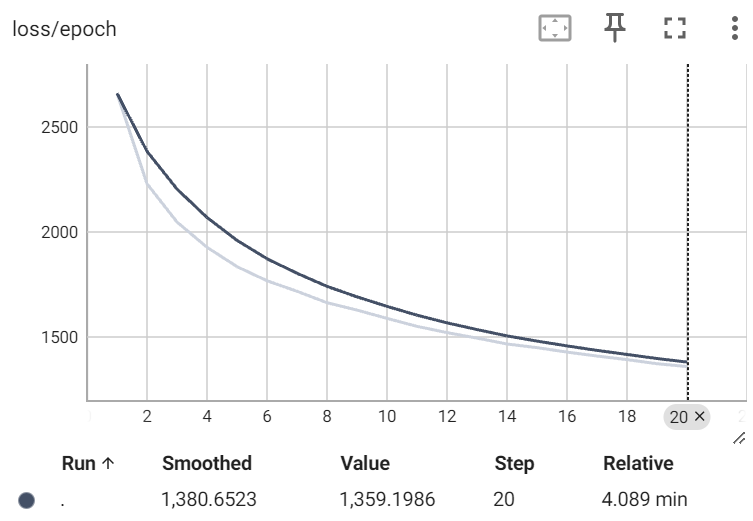 loss/epoch
2500
2000
1500
2 4 6 8 10 12 14 16 18 20 ✕
Run ↑ Smoothed Value Step Relative
. 1,380.6523 1,359.1986 20 4.089 min